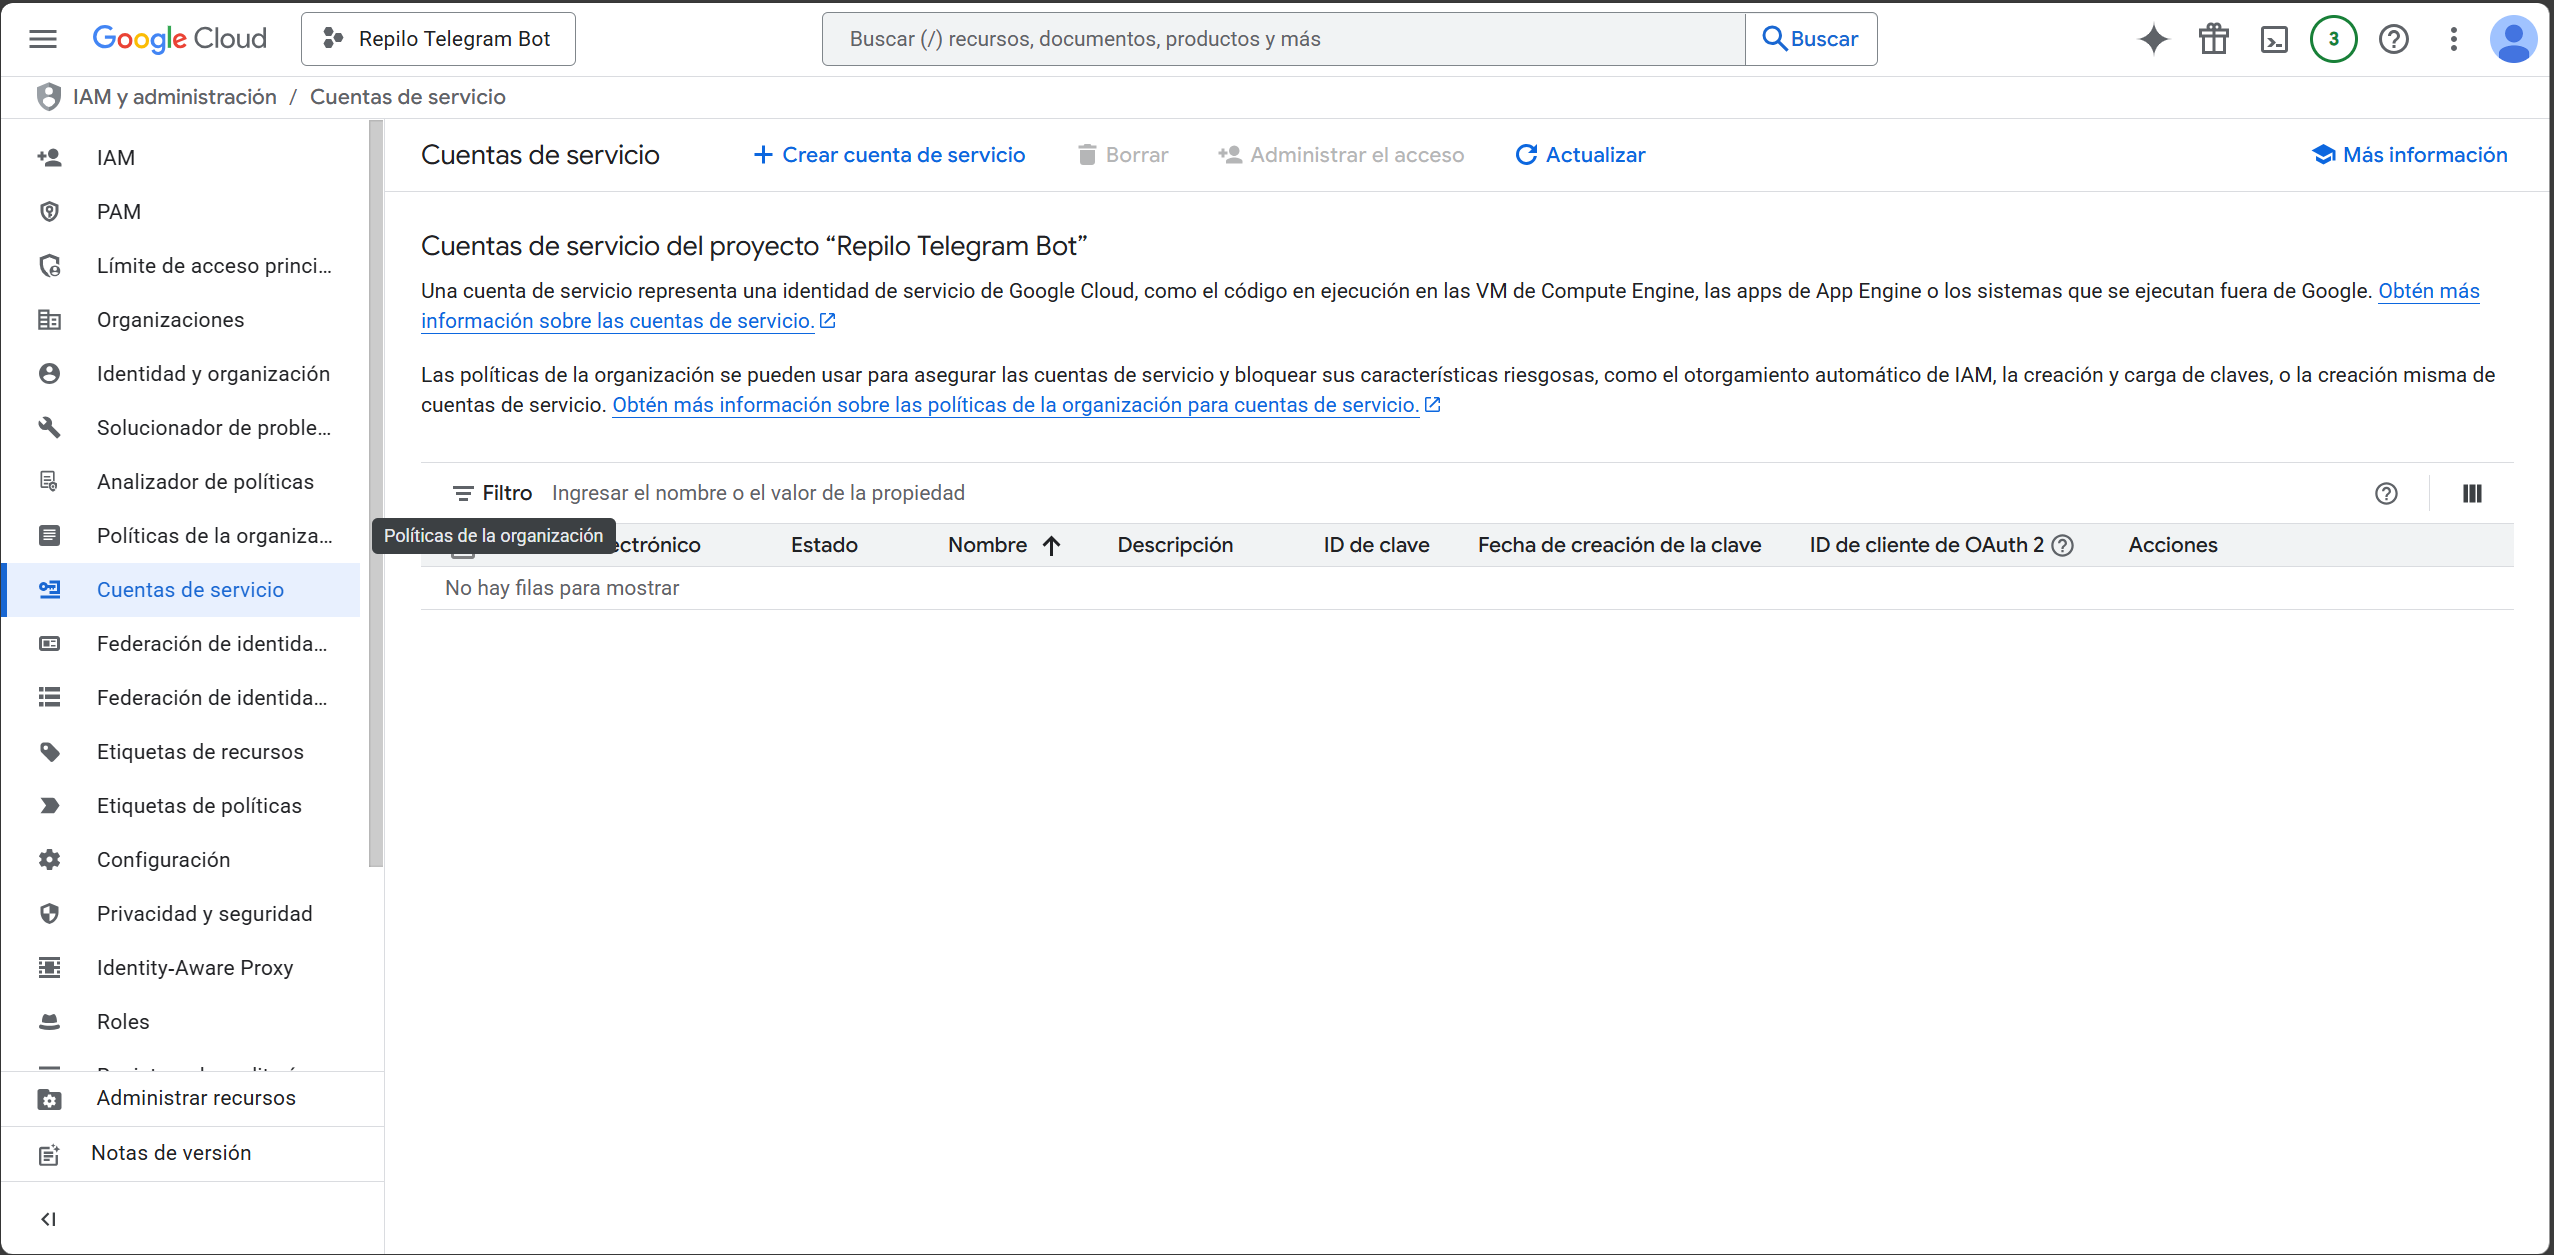 Google Cloud
Repilo Telegram Bot
Buscar (/) recursos, documentos, productos y más
Buscar
3
IAM y administración / Cuentas de servicio
IAM
PAM
Límite de acceso princi...
Organizaciones
Identidad y organización
Solucionador de proble...
Analizador de políticas
Políticas de la organiza...
Cuentas de servicio
Federación de identida...
Federación de identida...
Etiquetas de recursos
Etiquetas de políticas
Configuración
Privacidad y seguridad
Identity-Aware Proxy
Roles
Administrar recursos
Notas de versión
Cuentas de servicio
Crear cuenta de servicio
Borrar
Administrar el acceso
Actualizar
Más información
Cuentas de servicio del proyecto “Repilo Telegram Bot”
Una cuenta de servicio representa una identidad de servicio de Google Cloud, como el código en ejecución en las VM de Compute Engine, las apps de App Engine o los sistemas que se ejecutan fuera de Google. Obtén más
información sobre las cuentas de servicio.
Las políticas de la organización se pueden usar para asegurar las cuentas de servicio y bloquear sus características riesgosas, como el otorgamiento automático de IAM, la creación y carga de claves, o la creación misma de
cuentas de servicio. Obtén más información sobre las políticas de la organización para cuentas de servicio.
Filtro Ingresar el nombre o el valor de la propiedad
Políticas de la organización
ectrónico Estado Nombre Descripción ID de clave Fecha de creación de la clave ID de cliente de OAuth 2 Acciones
No hay filas para mostrar